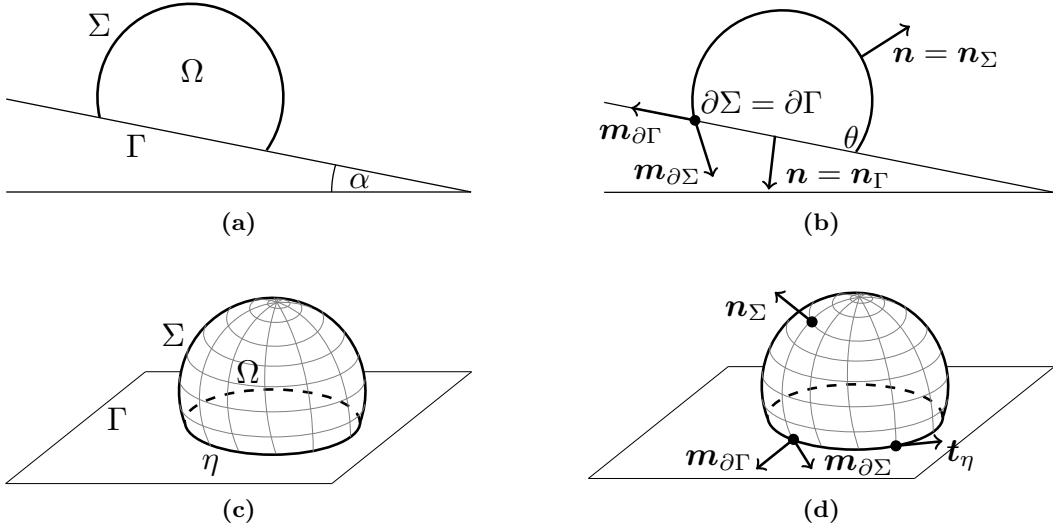 Σ
Ω
Γ
α
(a)
n = n_Σ
∂Σ = ∂Γ
θ
m_∂Γ
m_∂Σ
n = n_Γ
(b)
Σ
Ω
Γ
η
(c)
n_Σ
m_∂Γ
m_∂Σ
t_η
(d)